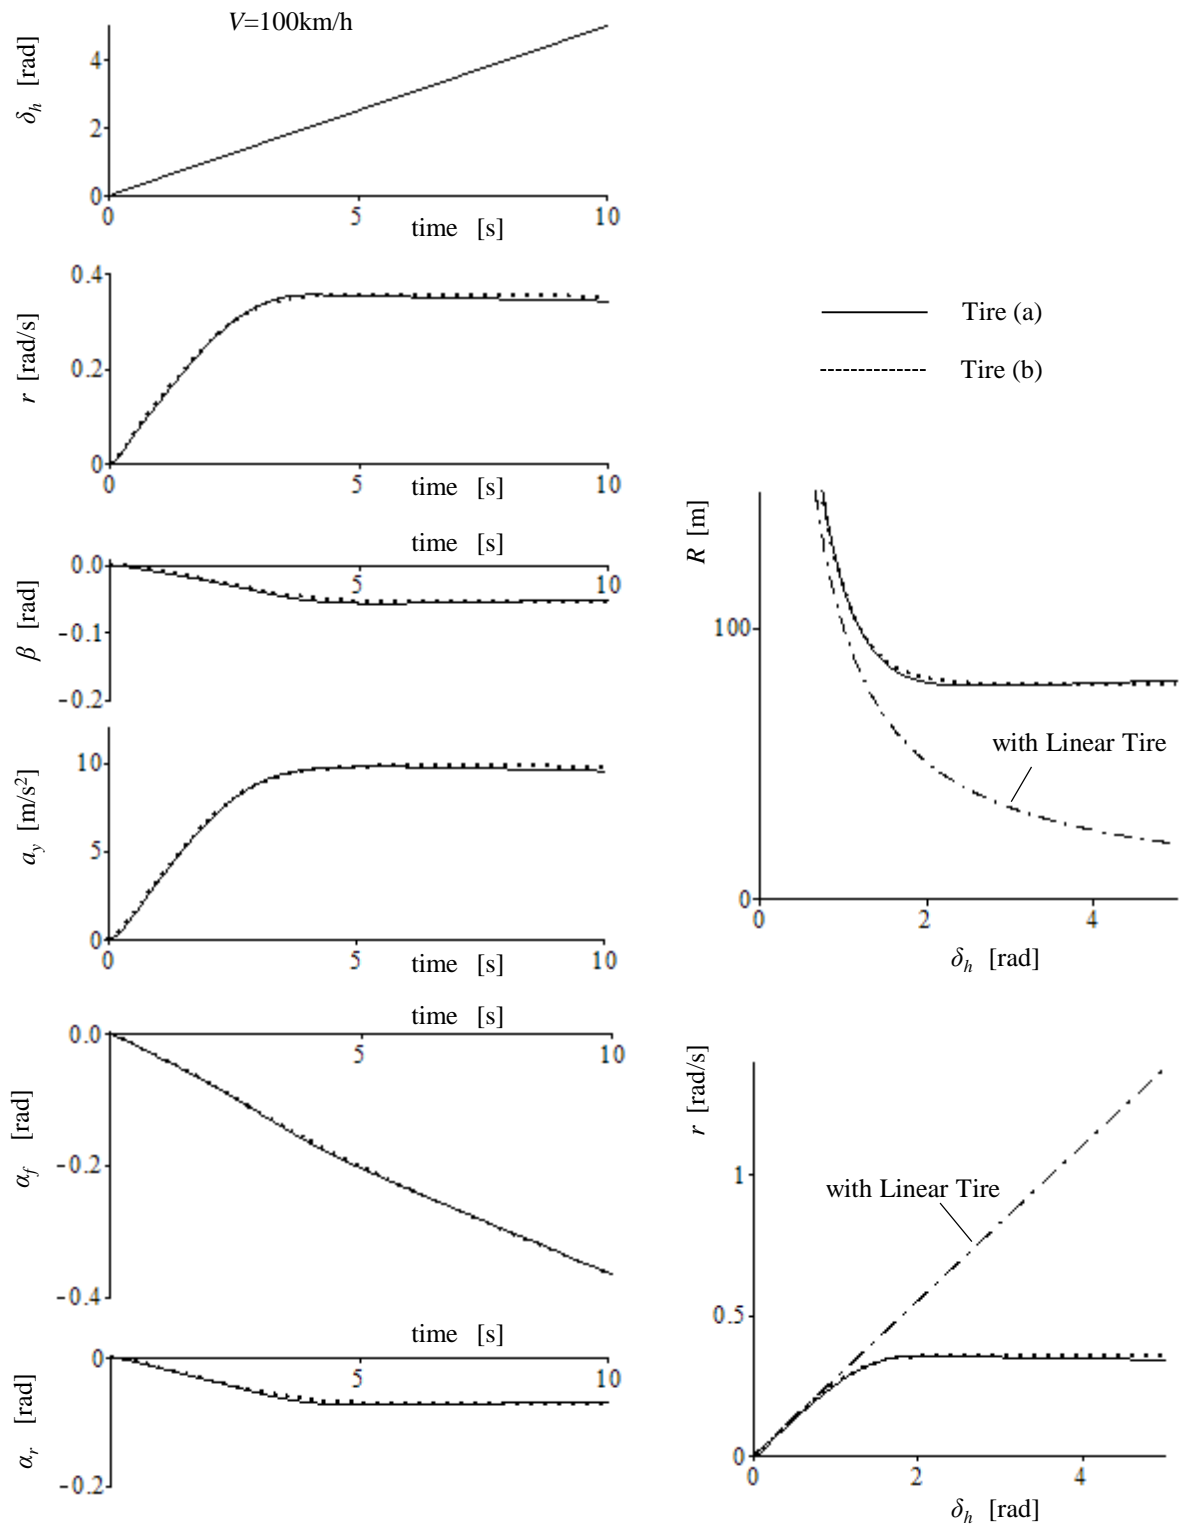 V=100km/h
δh [rad]
4
2
0
0
5
10
time [s]
r [rad/s]
0.4
0.2
0
0
5
10
time [s]
Tire (a)
Tire (b)
β [rad]
time [s]
0.0
-0.1
-0.2
5
10
ay [m/s²]
10
5
0
0
5
10
time [s]
R [m]
100
0
0
2
4
with Linear Tire
δh [rad]
αf [rad]
time [s]
0.0
-0.2
-0.4
5
10
αr [rad]
time [s]
0
-0.2
5
10
r [rad/s]
1
0.5
0
0
2
4
with Linear Tire
δh [rad]